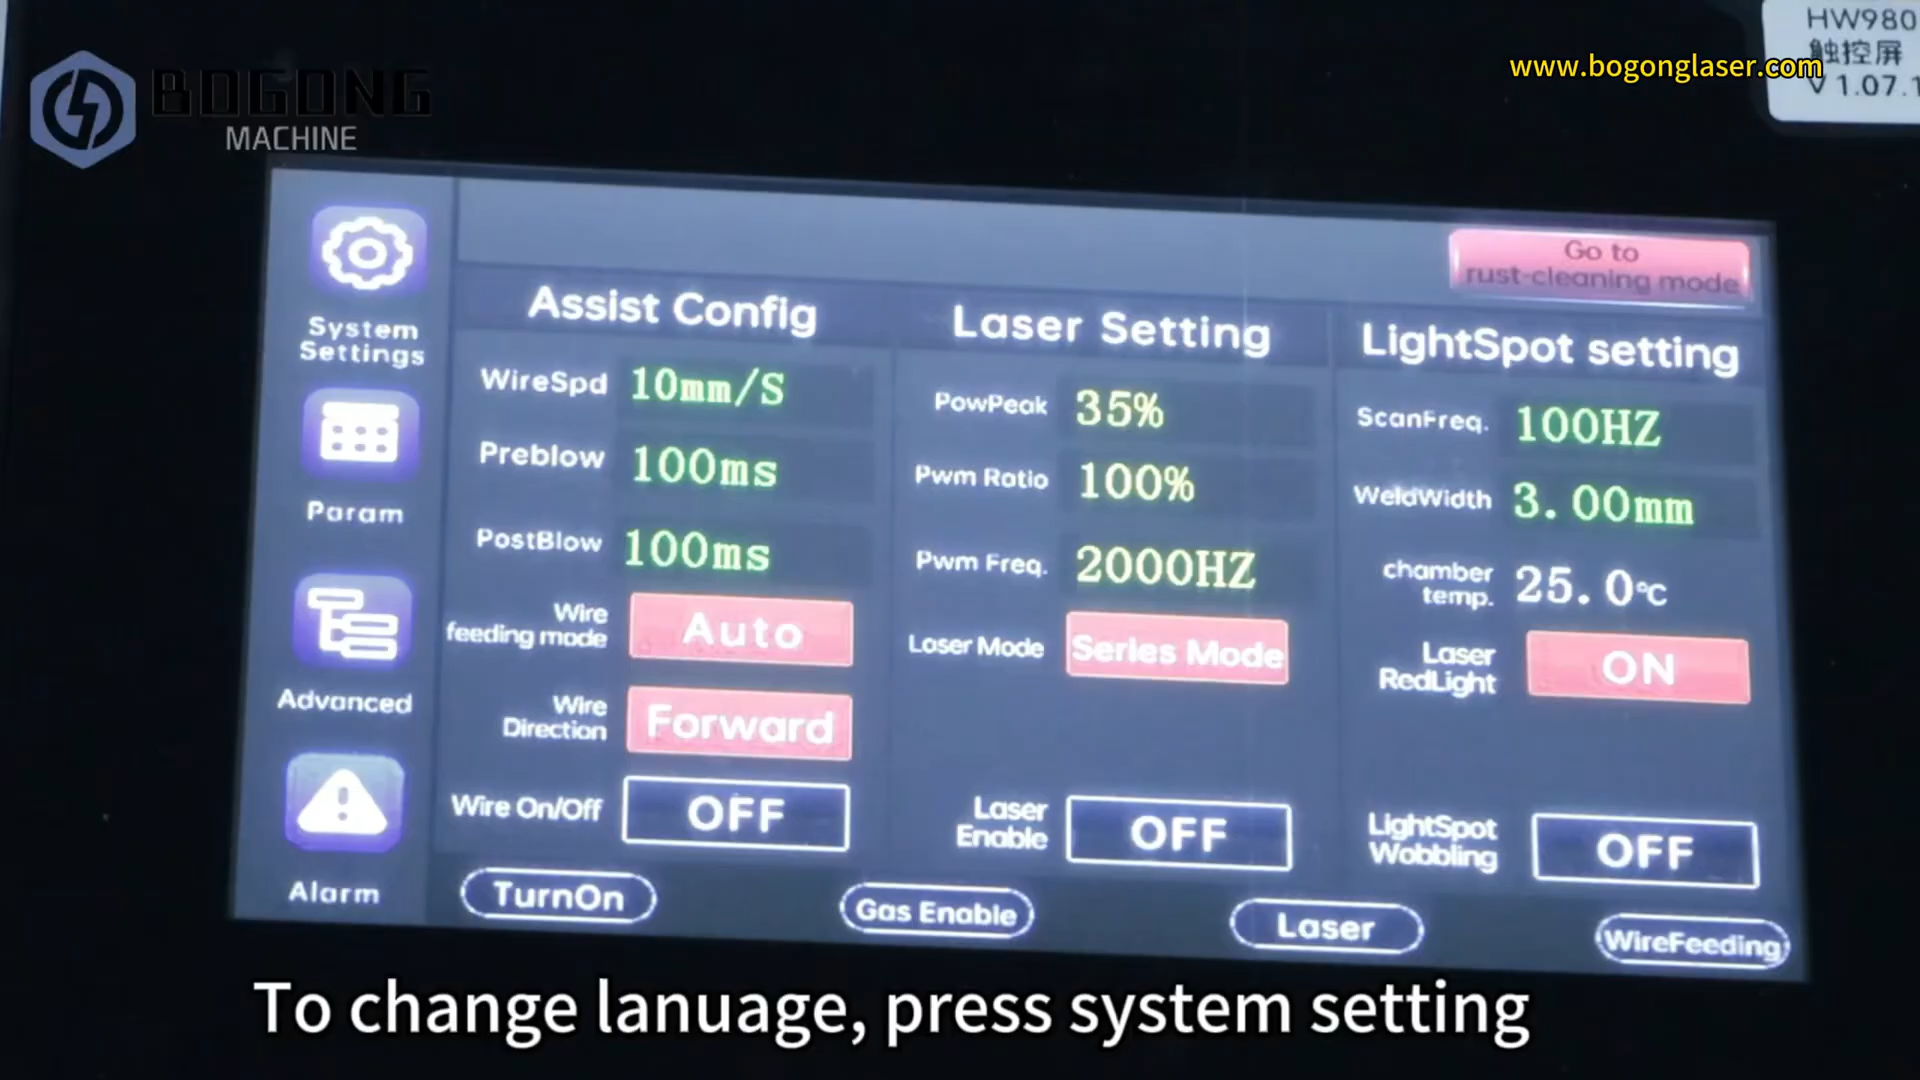 BOGONG
MACHINE
www.bogonglaser.com
HW980
触控屏
V 1.07.1
Go to
rust-cleaning mode
System
Settings
Param
Advanced
Alarm
Assist Config
WireSpd 10mm/S
Preblow 100ms
PostBlow 100ms
Wire
feeding mode Auto
Wire
Direction Forward
Wire On/Off OFF
Laser Setting
PowPeak 35%
Pwm Ratio 100%
Pwm Freq. 2000HZ
Laser Mode Series Mode
Laser
Enable OFF
LightSpot setting
ScanFreq. 100HZ
WeldWidth 3.00mm
chamber
temp. 25.0℃
Laser
RedLight ON
LightSpot
Wobbling OFF
TurnOn
Gas Enable
Laser
WireFeeding
To change lanuage, press system setting